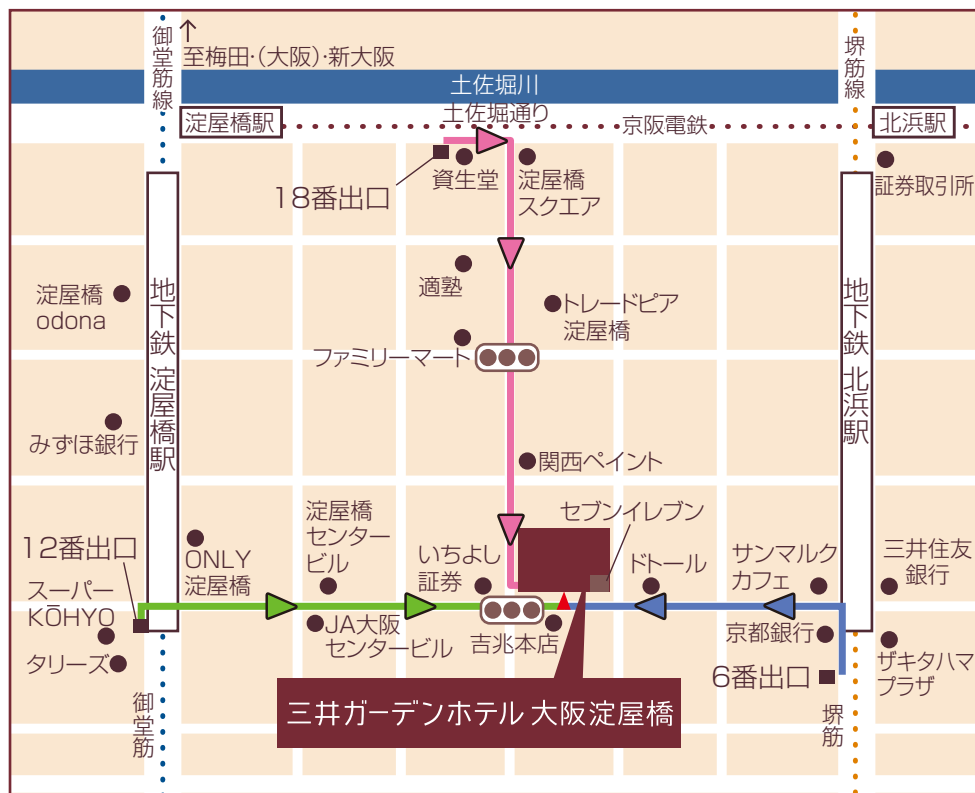 御堂筋線
↑
至梅田・(大阪)・新大阪
堺筋線
土佐堀川
土佐堀通り
淀屋橋駅
京阪電鉄
北浜駅
18番出口
資生堂
淀屋橋
スクエア
証券取引所
淀屋橋
odona
地下鉄 淀屋橋駅
適塾
トレードピア
淀屋橋
地下鉄 北浜駅
ファミリーマート
みずほ銀行
関西ペイント
セブンイレブン
12番出口
スーパー
KŌHYO
タリーズ
ONLY
淀屋橋
淀屋橋
センター
ビル
いちよし
証券
ドトール
サンマルク
カフェ
三井住友
銀行
JA大阪
センタービル
吉兆本店
京都銀行
6番出口
ザキタハマ
プラザ
御堂筋
三井ガーデンホテル 大阪淀屋橋
堺筋